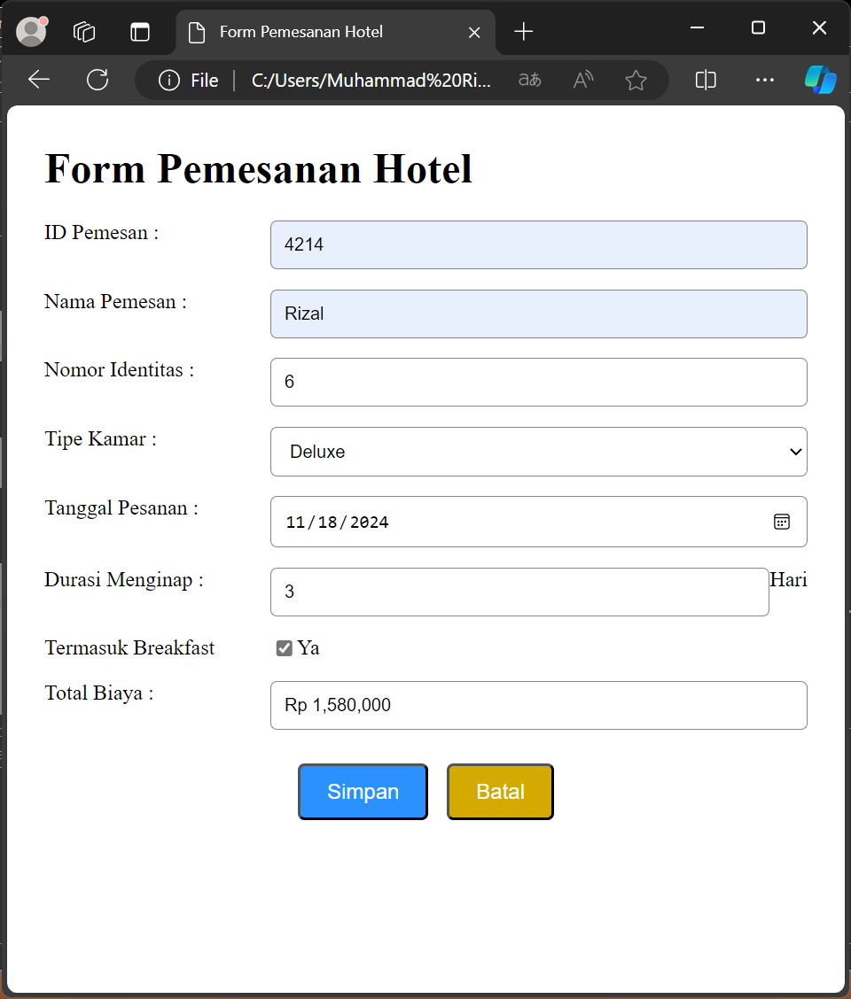 Form Pemesanan Hotel
File C:/Users/Muhammad%20Ri... aあ A
Form Pemesanan Hotel
ID Pemesan : 4214
Nama Pemesan : Rizal
Nomor Identitas : 6
Tipe Kamar : Deluxe
Tanggal Pesanan : 11/18/2024
Durasi Menginap : 3 Hari
Termasuk Breakfast Ya
Total Biaya : Rp 1,580,000
Simpan Batal